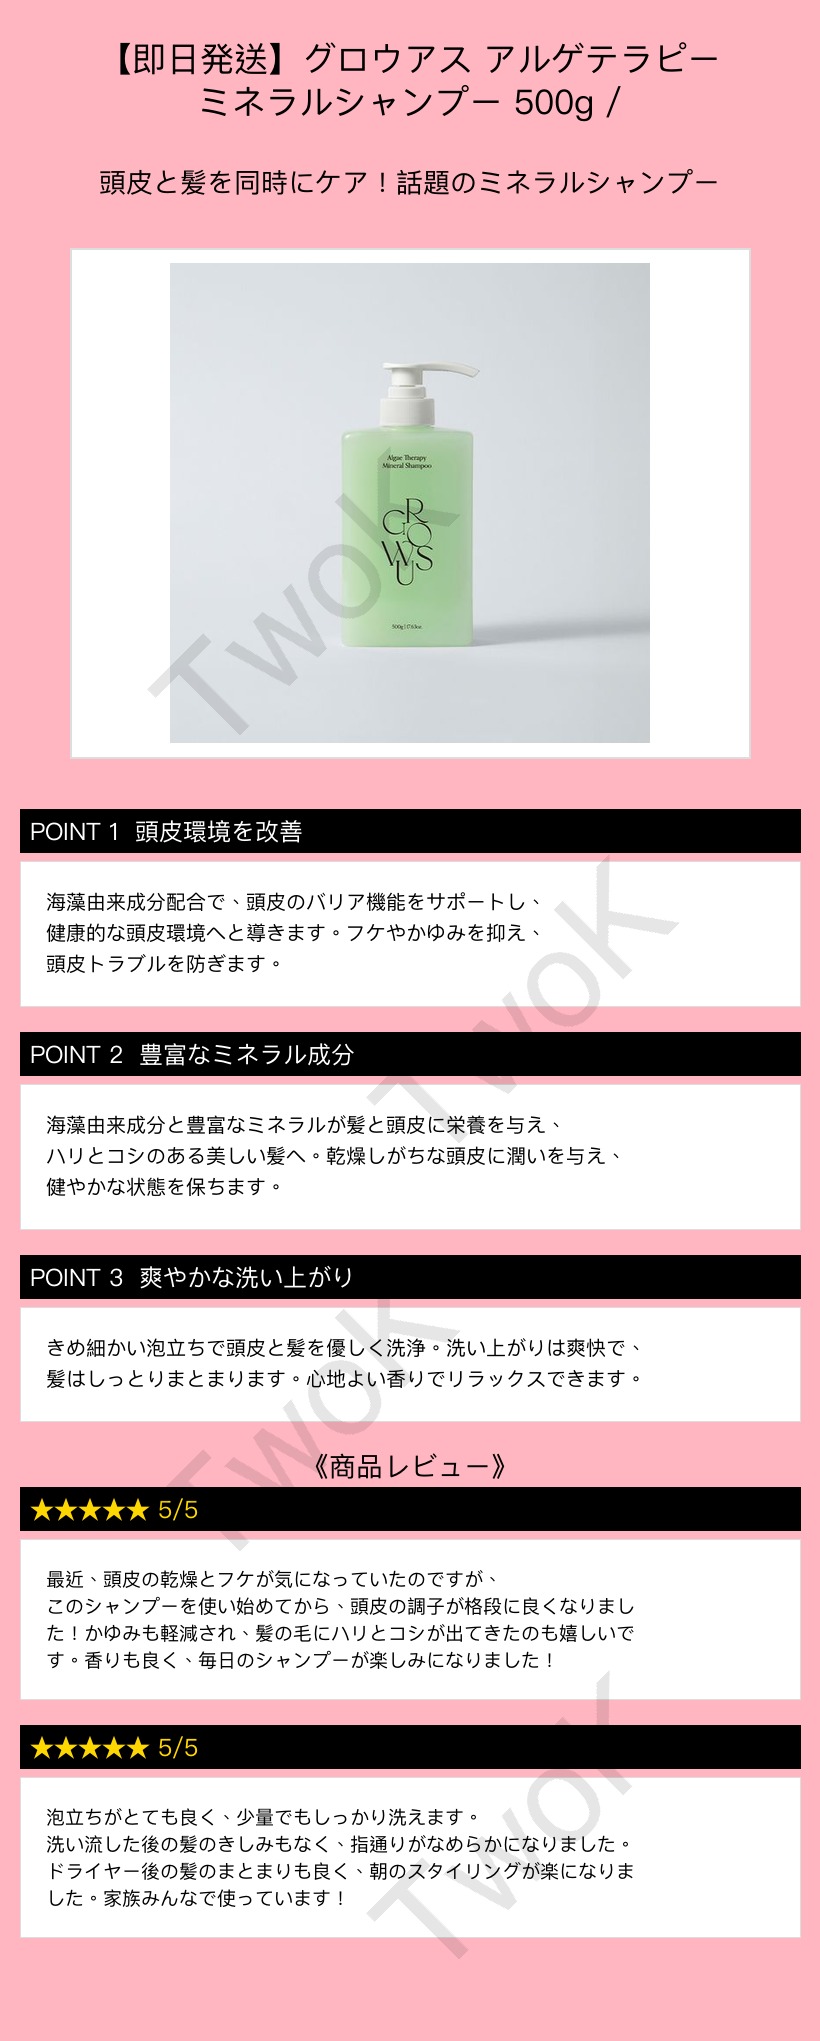 【即日発送】グロウアス アルゲテラピー
ミネラルシャンプー 500g /
頭皮と髪を同時にケア！話題のミネラルシャンプー
Algae Therapy
Mineral Shampoo
GROWUS
500g | 17.63oz.
TwoK
POINT 1 頭皮環境を改善
海藻由来成分配合で、頭皮のバリア機能をサポートし、
健康的な頭皮環境へと導きます。フケやかゆみを抑え、
頭皮トラブルを防ぎます。
TwoK
POINT 2 豊富なミネラル成分
海藻由来成分と豊富なミネラルが髪と頭皮に栄養を与え、
ハリとコシのある美しい髪へ。乾燥しがちな頭皮に潤いを与え、
健やかな状態を保ちます。
POINT 3 爽やかな洗い上がり
きめ細かい泡立ちで頭皮と髪を優しく洗浄。洗い上がりは爽快で、
髪はしっとりまとまります。心地よい香りでリラックスできます。
TwoK
《商品レビュー》
★★★★★ 5/5
最近、頭皮の乾燥とフケが気になっていたのですが、
このシャンプーを使い始めてから、頭皮の調子が格段に良くなりまし
た！かゆみも軽減され、髪の毛にハリとコシが出てきたのも嬉しいで
す。香りも良く、毎日のシャンプーが楽しみになりました！
★★★★★ 5/5
泡立ちがとても良く、少量でもしっかり洗えます。
洗い流した後の髪のきしみもなく、指通りがなめらかになりました。
ドライヤー後の髪のまとまりも良く、朝のスタイリングが楽になりま
した。家族みんなで使っています！
TwoK